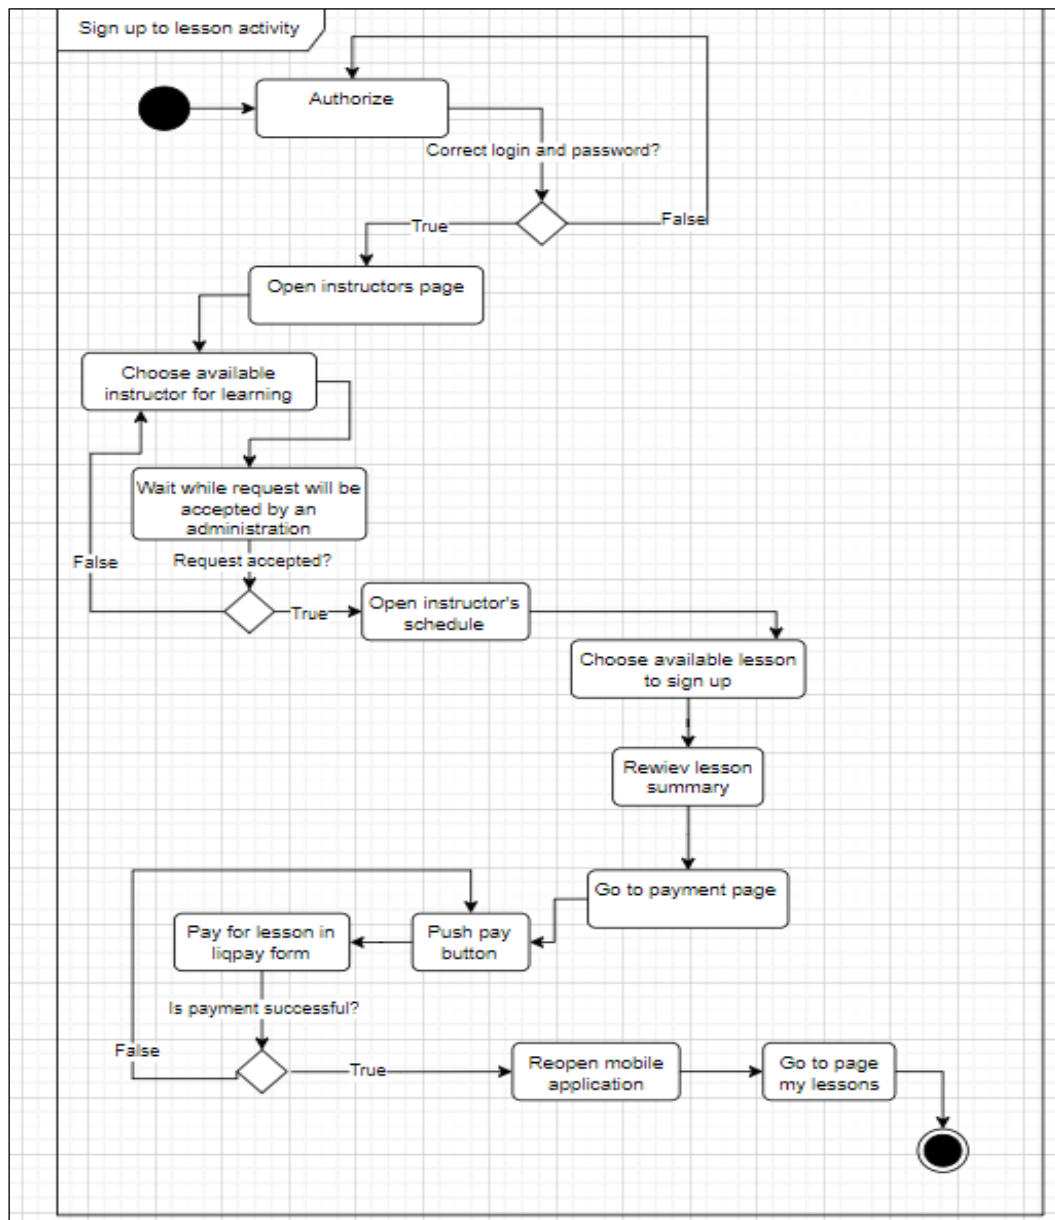 Sign up to lesson activity
Authorize
Correct login and password?
True
False
Open instructors page
Choose available
instructor for learning
Wait while request will be
accepted by an
administration
False
Request accepted?
True
Open instructor's
schedule
Choose available lesson
to sign up
Rewiev lesson
summary
Go to payment page
Push pay
button
Pay for lesson in
liqpay form
Is payment successful?
False
True
Reopen mobile
application
Go to page
my lessons